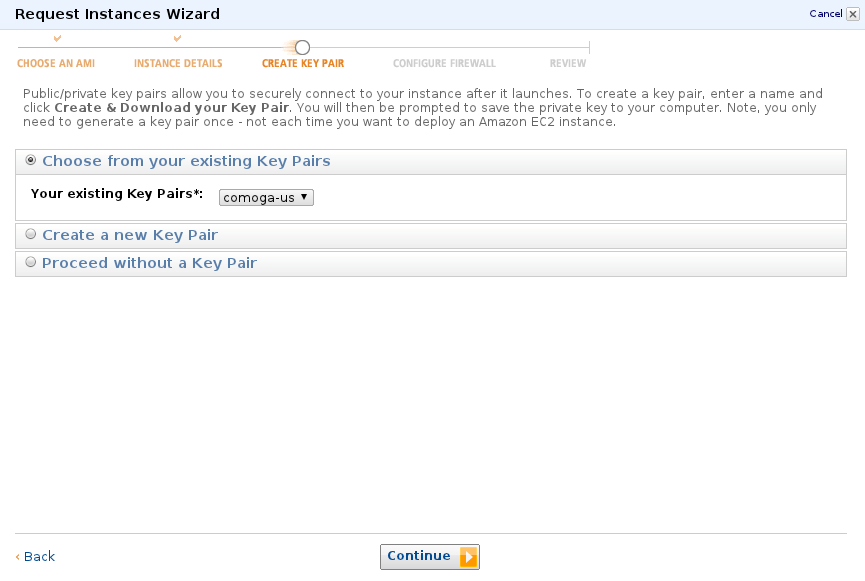 Request Instances Wizard
Cancel
CHOOSE AN AMI INSTANCE DETAILS CREATE KEY PAIR CONFIGURE FIREWALL REVIEW
Public/private key pairs allow you to securely connect to your instance after it launches. To create a key pair, enter a name and
click Create & Download your Key Pair. You will then be prompted to save the private key to your computer. Note, you only
need to generate a key pair once - not each time you want to deploy an Amazon EC2 instance.
Choose from your existing Key Pairs
Your existing Key Pairs*: comoga-us
Create a new Key Pair
Proceed without a Key Pair
Back
Continue